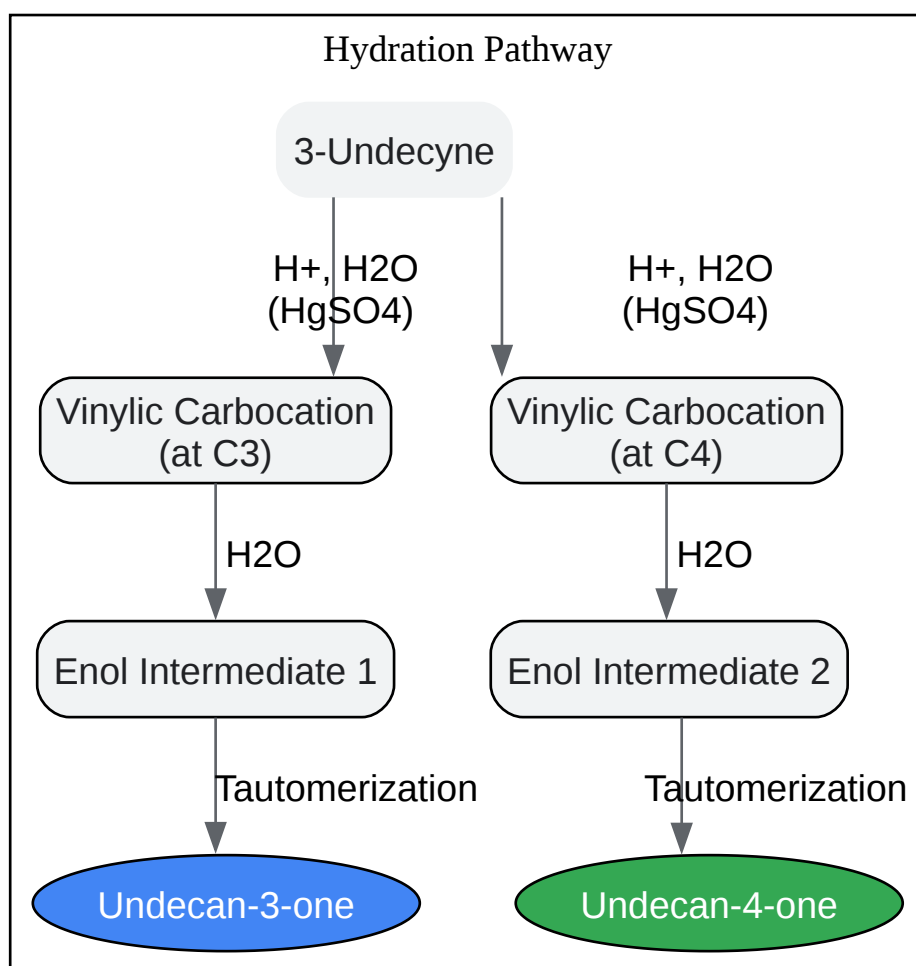 Hydration Pathway
3-Undecyne
H+, H2O
(HgSO4)
H+, H2O
(HgSO4)
Vinylic Carbocation
(at C3)
Vinylic Carbocation
(at C4)
H2O
H2O
Enol Intermediate 1
Enol Intermediate 2
Tautomerization
Tautomerization
Undecan-3-one
Undecan-4-one